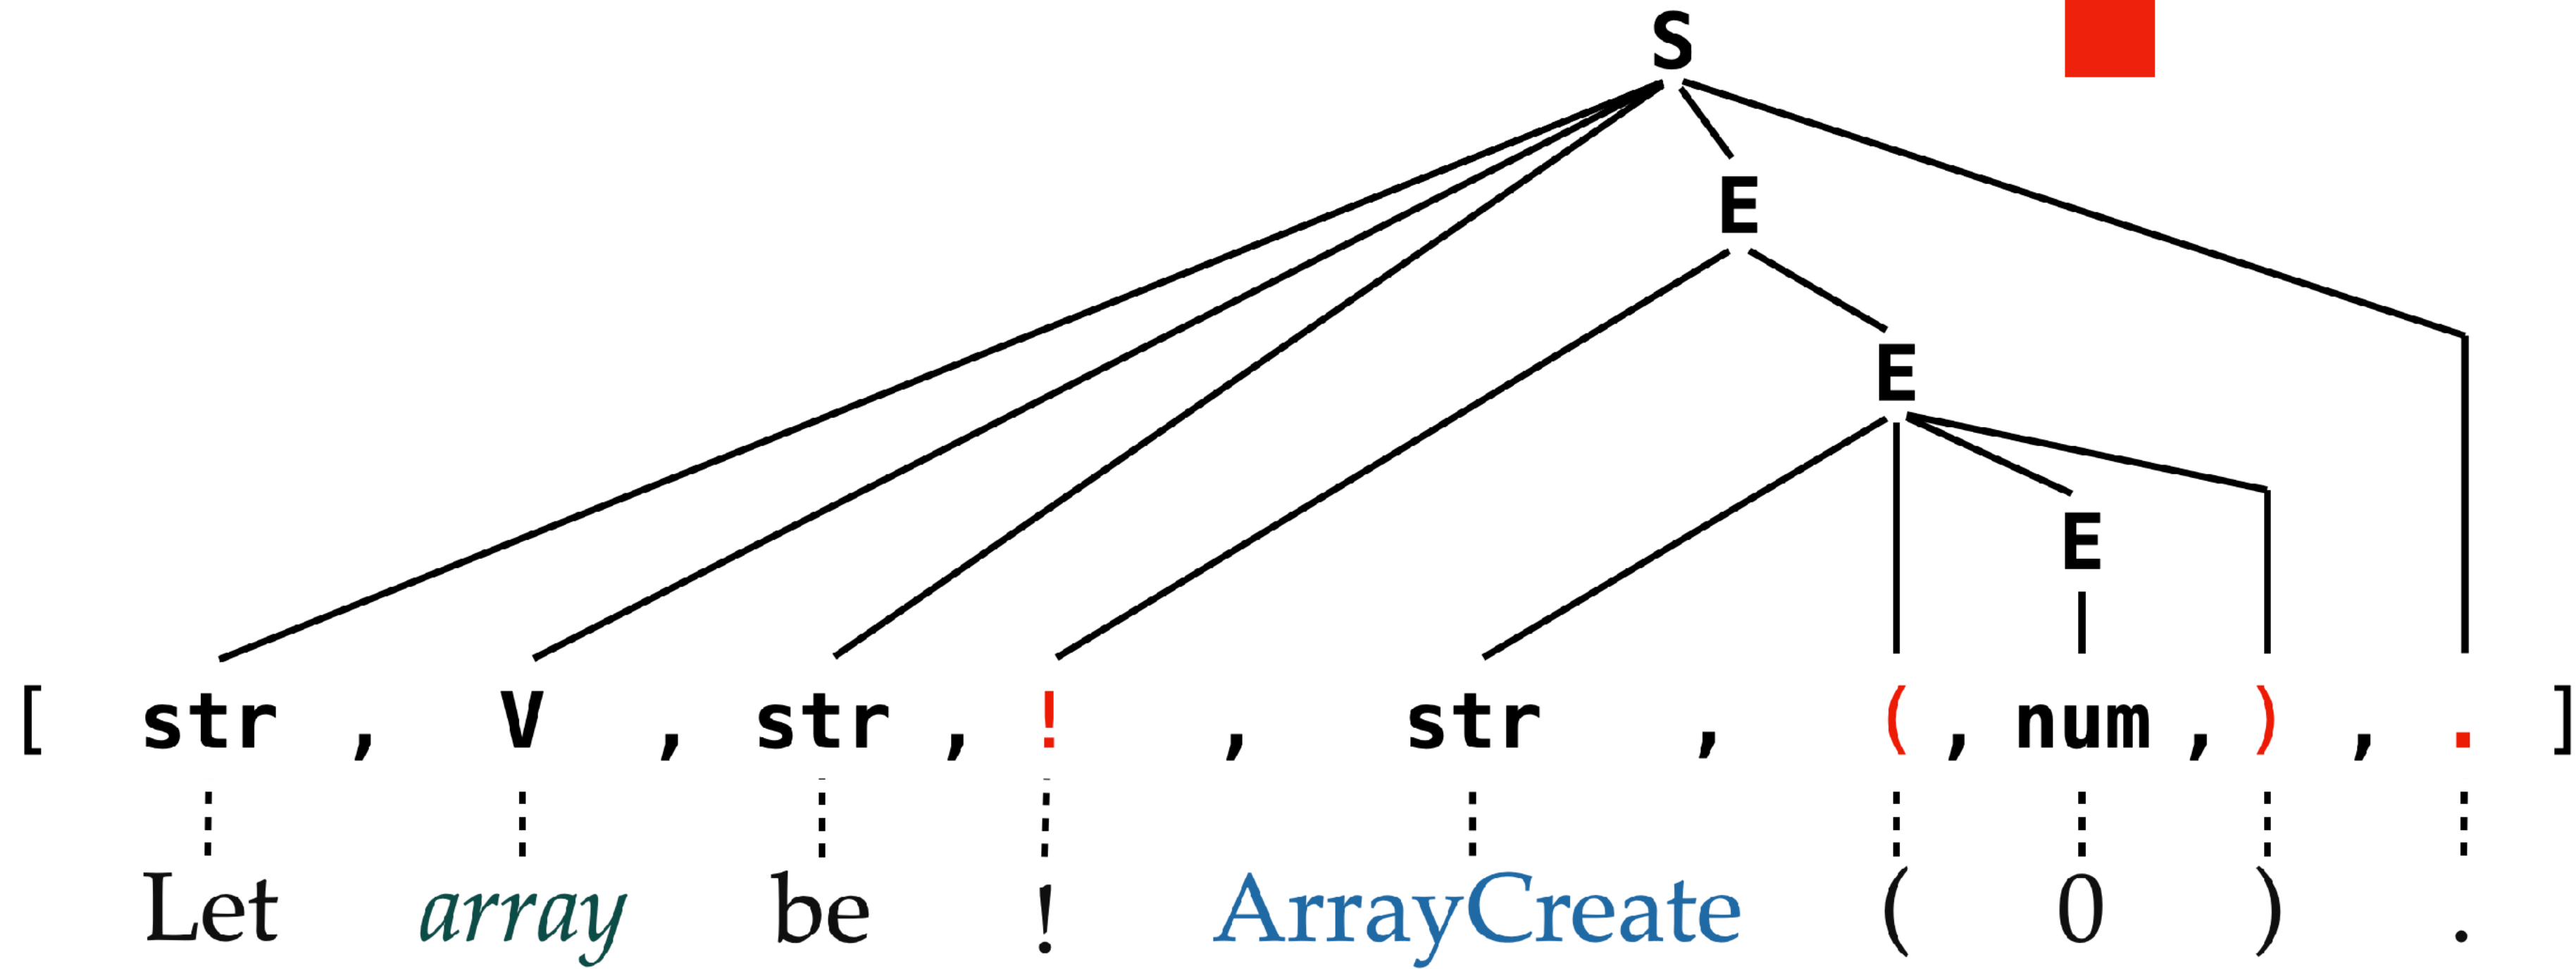 S
E
E
E
[ str , V , str , ! , str , ( , num , ) , . ]
Let array be ! ArrayCreate ( 0 ) .